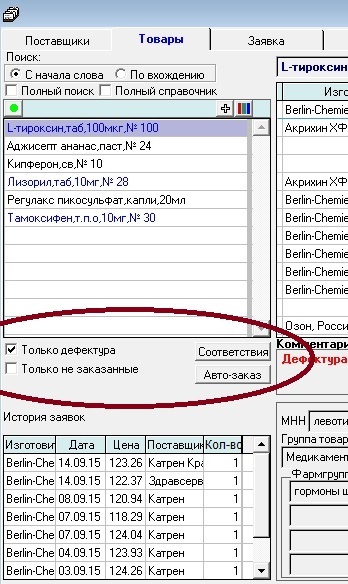 Поставщики Товары Заявка
Поиск:
С начала слова По вхождению
Полный поиск Полный справочник
L-тироксин,таб,100мкг,№ 100
Аджисепт ананас,паст,№ 24
Кипферон,св,№ 10
Лизорил,таб,10мг,№ 28
Регулакс пикосульфат,капли,20мл
Тамоксифен,т.п.о,10мг,№ 30
Только дефектура Соответствия
Только не заказанные Авто-заказ
История заявок
Изготови Дата Цена Поставщик Кол-во
Berlin-Che 14.09.15 123.26 Катрен Кра 1
Berlin-Che 14.09.15 122.37 Здравсерв 1
Berlin-Che 08.09.15 120.94 Катрен 1
Berlin-Che 07.09.15 118.29 Катрен 1
Berlin-Che 07.09.15 124.04 Катрен 1
Berlin-Che 04.09.15 123.93 Катрен 1
Berlin-Che 03.09.15 124.26 Катрен 1
L-тироксин
Изго
Berlin-Chemie
Акрихин ХФ
Акрихин ХФ
Berlin-Chemie
Berlin-Chemie
Berlin-Chemie
Berlin-Chemie
Berlin-Chemie
Berlin-Chemie
Озон, Росси
Комментари
Дефектура
МНН левоти
Группа товар
Медикамент
Фармгрупп
гормоны щ